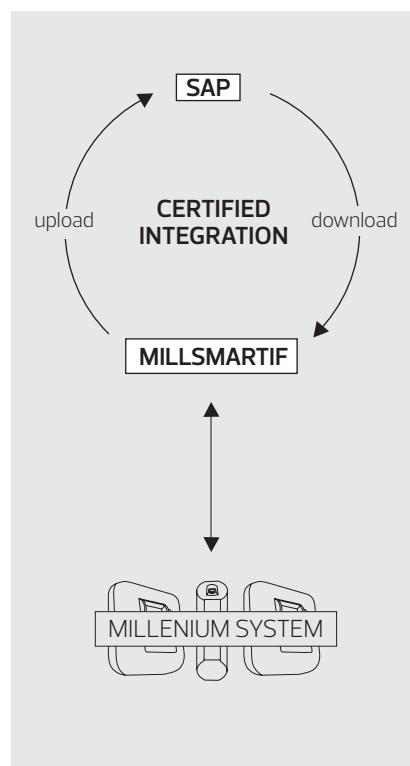 SAP
upload
CERTIFIED
INTEGRATION
download
MILLSMARTIF
MILLENIUM SYSTEM